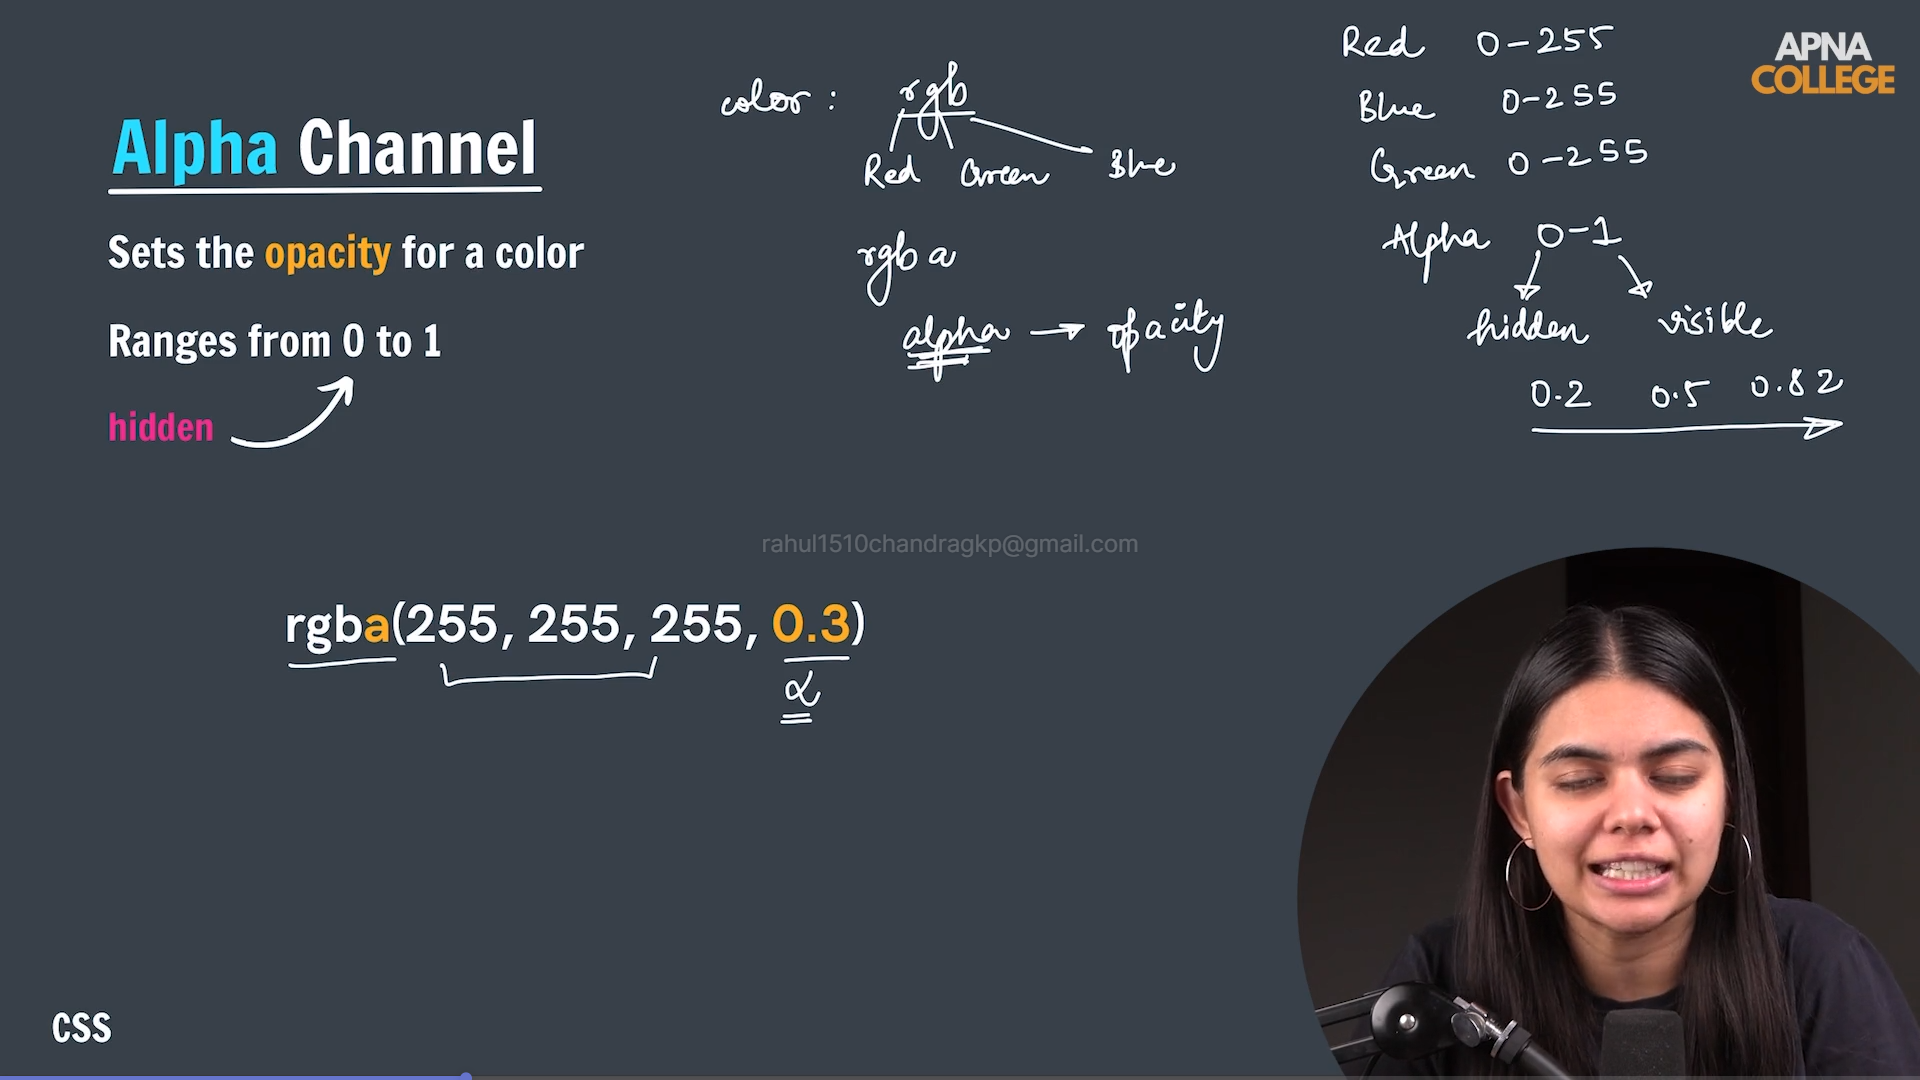 Alpha Channel
Sets the opacity for a color
Ranges from 0 to 1
hidden
color : rgb
Red Green Blue
rgba
alpha → opacity
Red 0-255
Blue 0-255
Green 0-255
Alpha 0-1
hidden visible
0.2 0.5 0.82
APNA
COLLEGE
rahul1510chandragkp@gmail.com
rgba(255, 255, 255, 0.3)
α
CSS